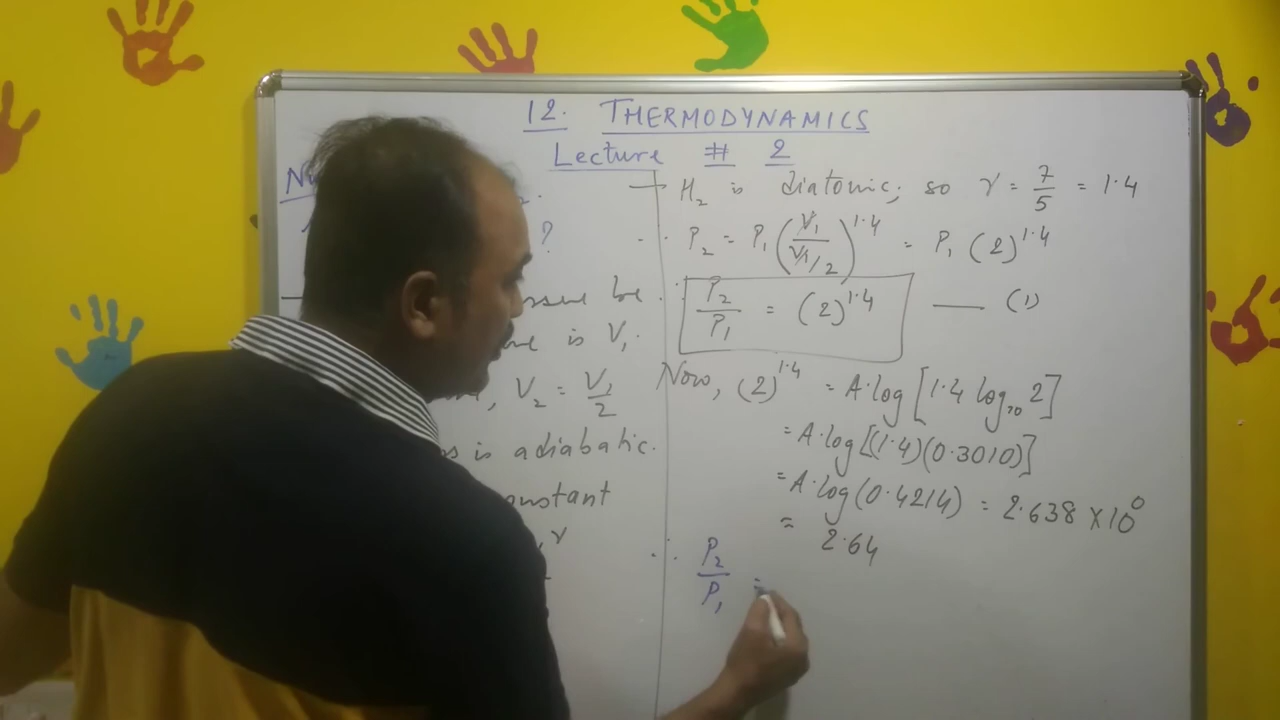 12. THERMODYNAMICS
Lecture # 2
?
be
is V₁.
, V₂ = V₁/2
is adiabatic.
γ
→ H₂ is diatomic; so γ = 7/5 = 1.4
∴ P₂ = P₁ (V₁/(V₁/2))^1.4 = P₁ (2)^1.4
∴ P₂/P₁ = (2)^1.4 —— (1)
Now, (2)^1.4 = A.log [1.4 log₁₀ 2]
= A.log [(1.4)(0.3010)]
= A.log (0.4214) = 2.638 × 10⁰
= 2.64
∴ P₂/P₁ =